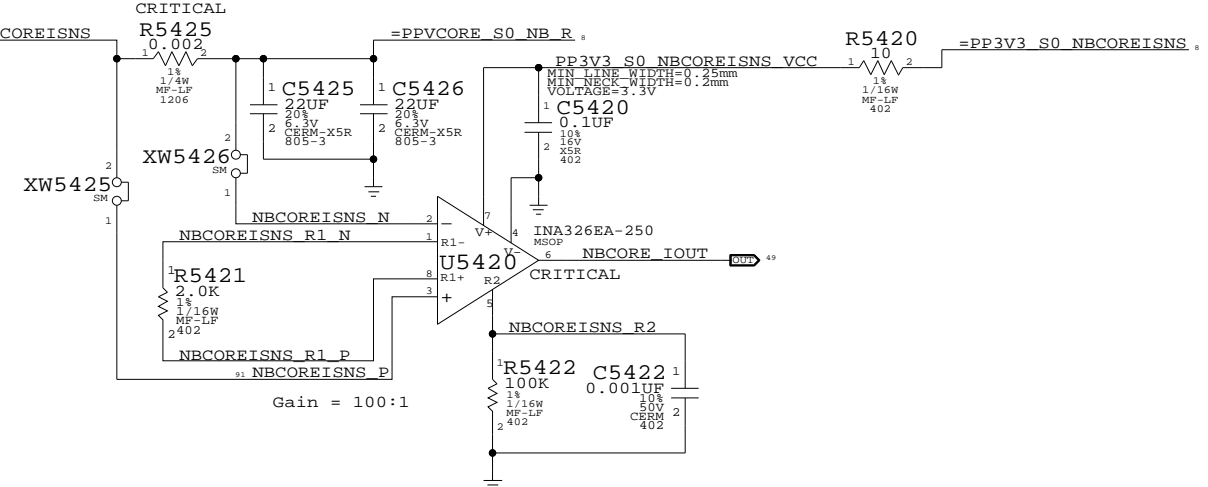 CRITICAL
COREISNS
R5425
0.002
1
2
1%
1/4W
MF-LF
1206
=PPVCORE_S0_NB_R
8
1
C5425
22UF
20%
6.3V
CERM-X5R
805-3
2
1
C5426
22UF
20%
6.3V
CERM-X5R
805-3
2
PP3V3_S0_NBCOREISNS_VCC
MIN_LINE_WIDTH=0.25mm
MIN_NECK_WIDTH=0.2mm
VOLTAGE=3.3V
R5420
10
1
2
1%
1/16W
MF-LF
402
=PP3V3_S0_NBCOREISNS
8
1
C5420
0.1UF
10%
16V
X5R
402
2
2
XW5426
SM
1
2
XW5425
SM
1
NBCOREISNS_N
2
NBCOREISNS_R1_N
1
R1-
8
R1+
3
+
−
7
V+
4
V-
U5420
R2
5
INA326EA-250
MSOP
6
NBCORE_IOUT
OUT
49
CRITICAL
1
R5421
2.0K
1%
1/16W
MF-LF
402
2
NBCOREISNS_R1_P
91
NBCOREISNS_P
Gain = 100:1
NBCOREISNS_R2
1
R5422
100K
1%
1/16W
MF-LF
402
2
C5422
1
0.001UF
10%
50V
CERM
402
2